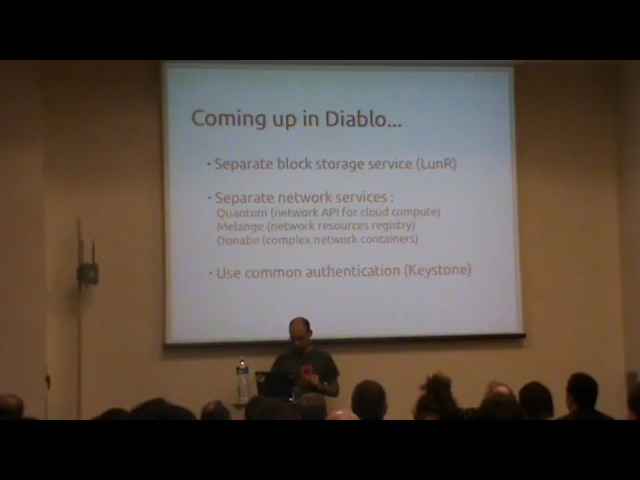 Coming up in Diablo...
· Separate block storage service (LunR)
· Separate network services :
Quantum (network API for cloud compute)
Melange (network resources registry)
Donabe (complex network containers)
· Use common authentication (Keystone)